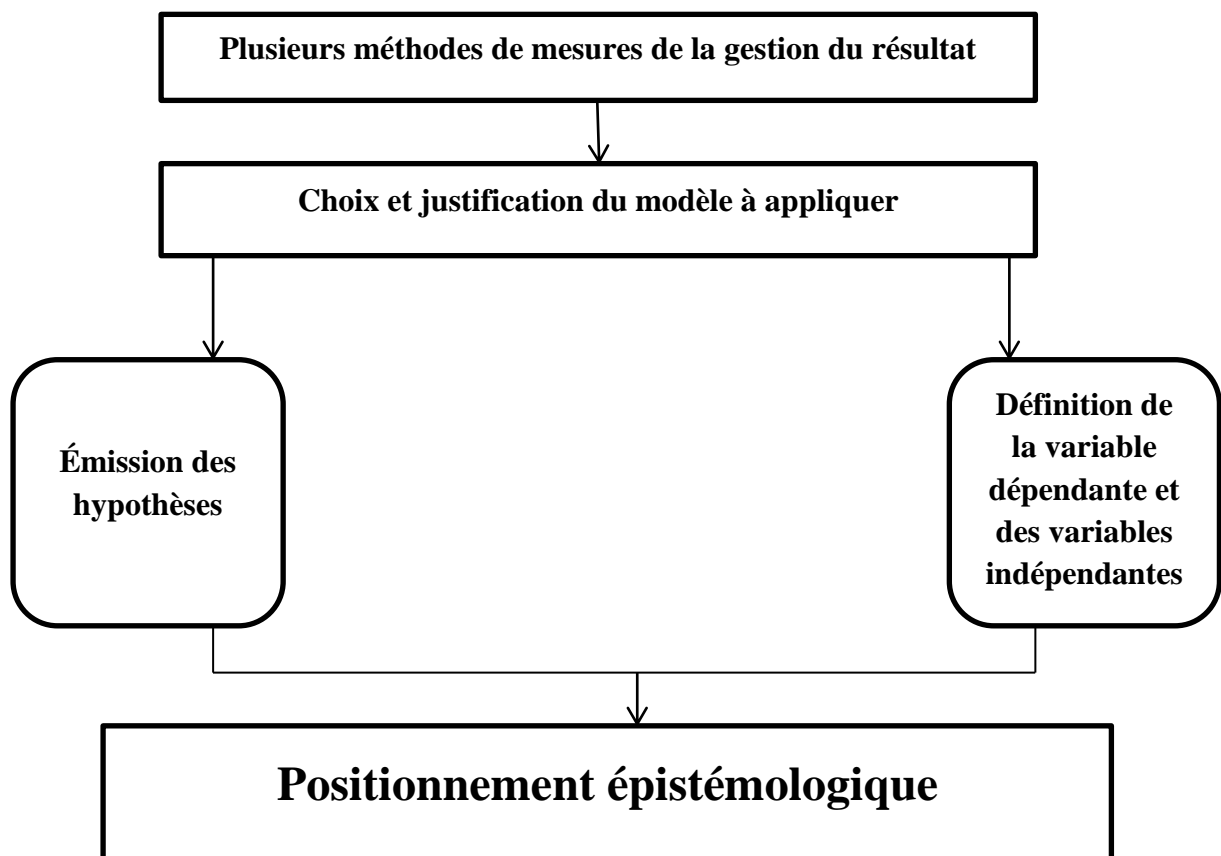 Plusieurs méthodes de mesures de la gestion du résultat
Choix et justification du modèle à appliquer
Émission des
hypothèses
Définition de
la variable
dépendante et
des variables
indépendantes
Positionnement épistémologique